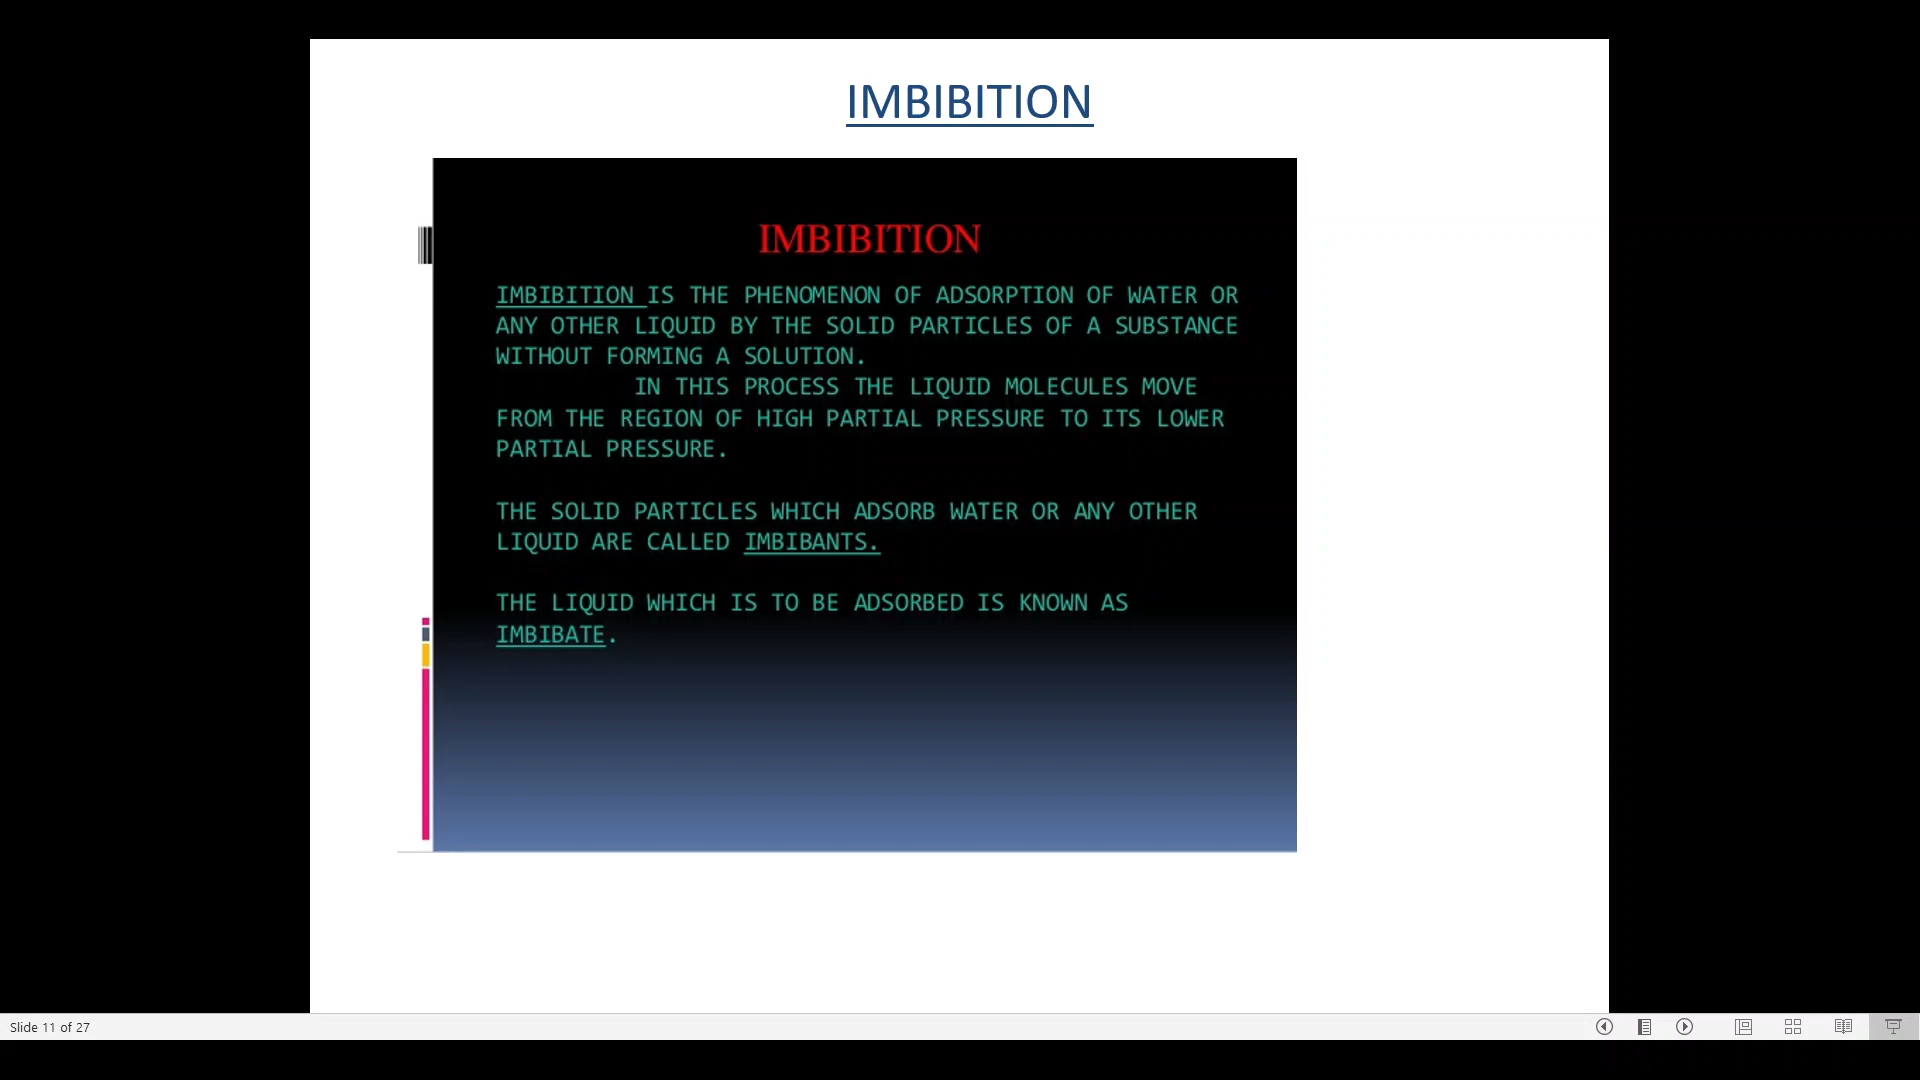 IMBIBITION
IMBIBITION
IMBIBITION IS THE PHENOMENON OF ADSORPTION OF WATER OR
ANY OTHER LIQUID BY THE SOLID PARTICLES OF A SUBSTANCE
WITHOUT FORMING A SOLUTION.
IN THIS PROCESS THE LIQUID MOLECULES MOVE
FROM THE REGION OF HIGH PARTIAL PRESSURE TO ITS LOWER
PARTIAL PRESSURE.
THE SOLID PARTICLES WHICH ADSORB WATER OR ANY OTHER
LIQUID ARE CALLED IMBIBANTS.
THE LIQUID WHICH IS TO BE ADSORBED IS KNOWN AS
IMBIBATE.
Slide 11 of 27